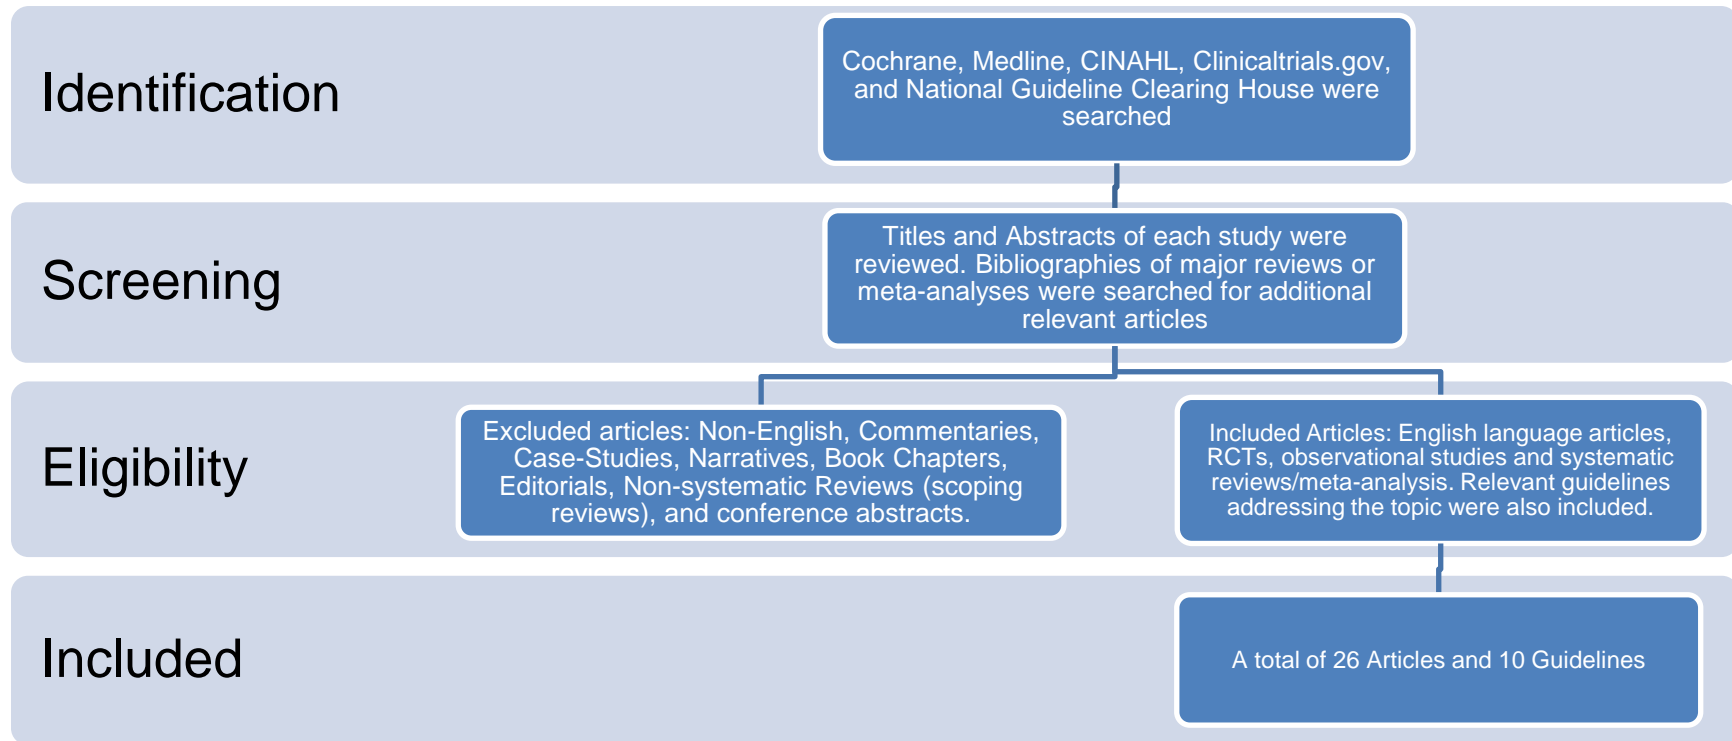 Identification
Cochrane, Medline, CINAHL, Clinicaltrials.gov,
and National Guideline Clearing House were
searched
Screening
Titles and Abstracts of each study were
reviewed. Bibliographies of major reviews or
meta-analyses were searched for additional
relevant articles
Eligibility
Excluded articles: Non-English, Commentaries,
Case-Studies, Narratives, Book Chapters,
Editorials, Non-systematic Reviews (scoping
reviews), and conference abstracts.
Included Articles: English language articles,
RCTs, observational studies and systematic
reviews/meta-analysis. Relevant guidelines
addressing the topic were also included.
Included
A total of 26 Articles and 10 Guidelines